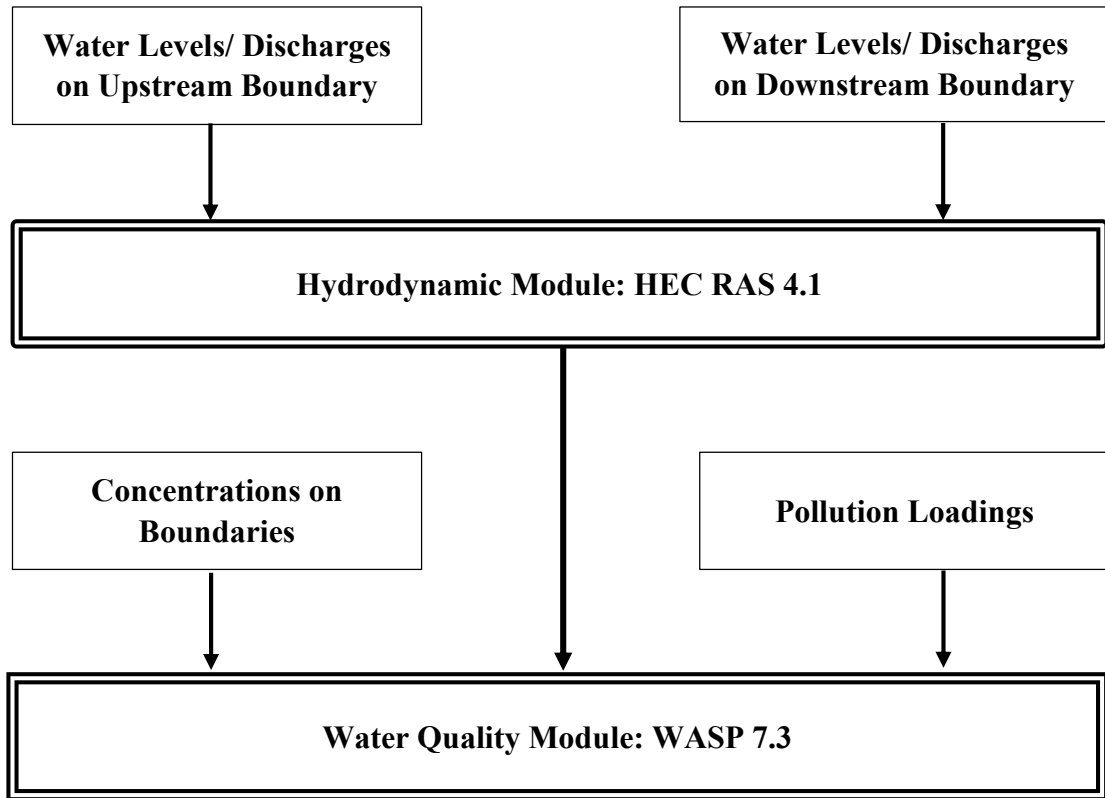 Water Levels/ Discharges
on Upstream Boundary
Water Levels/ Discharges
on Downstream Boundary
Hydrodynamic Module: HEC RAS 4.1
Concentrations on
Boundaries
Pollution Loadings
Water Quality Module: WASP 7.3